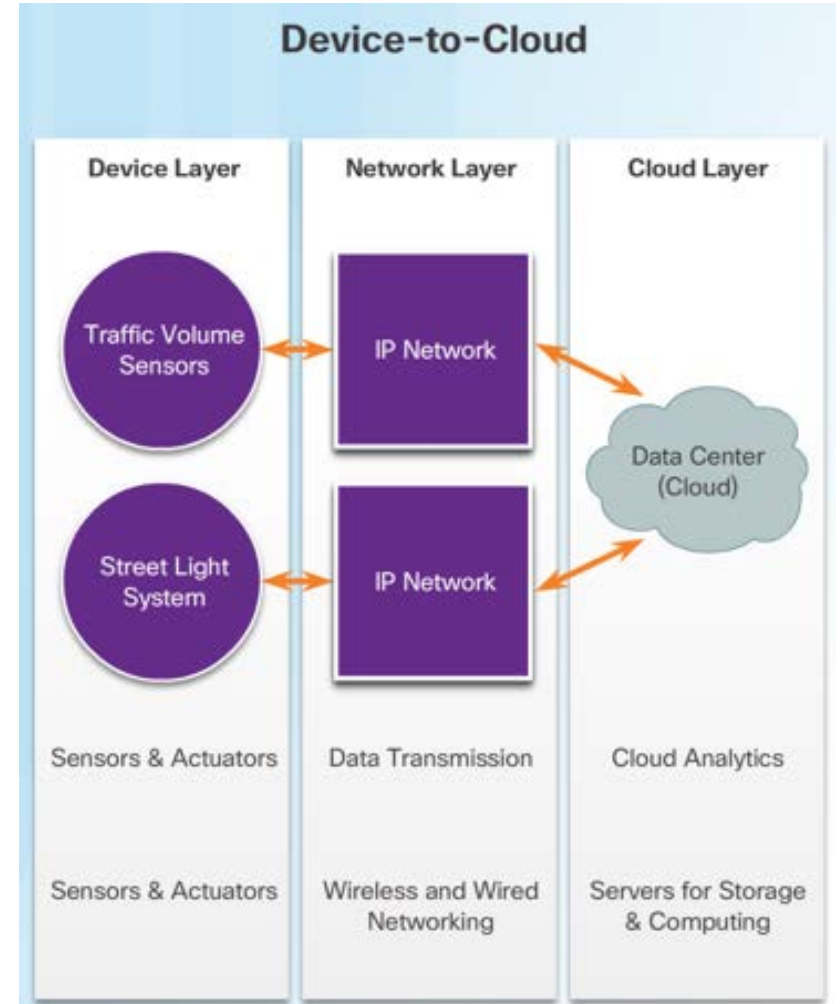 Device-to-Cloud
Device Layer
Network Layer
Cloud Layer
Traffic Volume
Sensors
IP Network
Data Center
(Cloud)
Street Light
System
IP Network
Sensors & Actuators
Data Transmission
Cloud Analytics
Sensors & Actuators
Wireless and Wired
Networking
Servers for Storage
& Computing